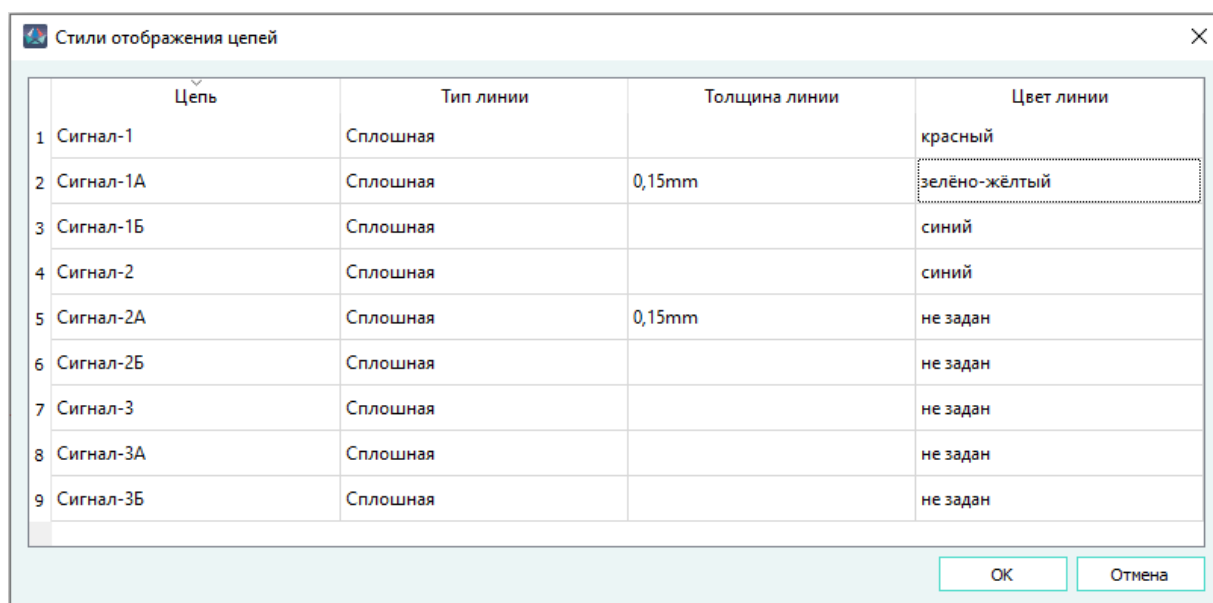 Стили отображения цепей
Цепь Тип линии Толщина линии Цвет линии
1 Сигнал-1 Сплошная красный
2 Сигнал-1А Сплошная 0,15mm зелёно-жёлтый
3 Сигнал-1Б Сплошная синий
4 Сигнал-2 Сплошная синий
5 Сигнал-2А Сплошная 0,15mm не задан
6 Сигнал-2Б Сплошная не задан
7 Сигнал-3 Сплошная не задан
8 Сигнал-3А Сплошная не задан
9 Сигнал-3Б Сплошная не задан
OK Отмена